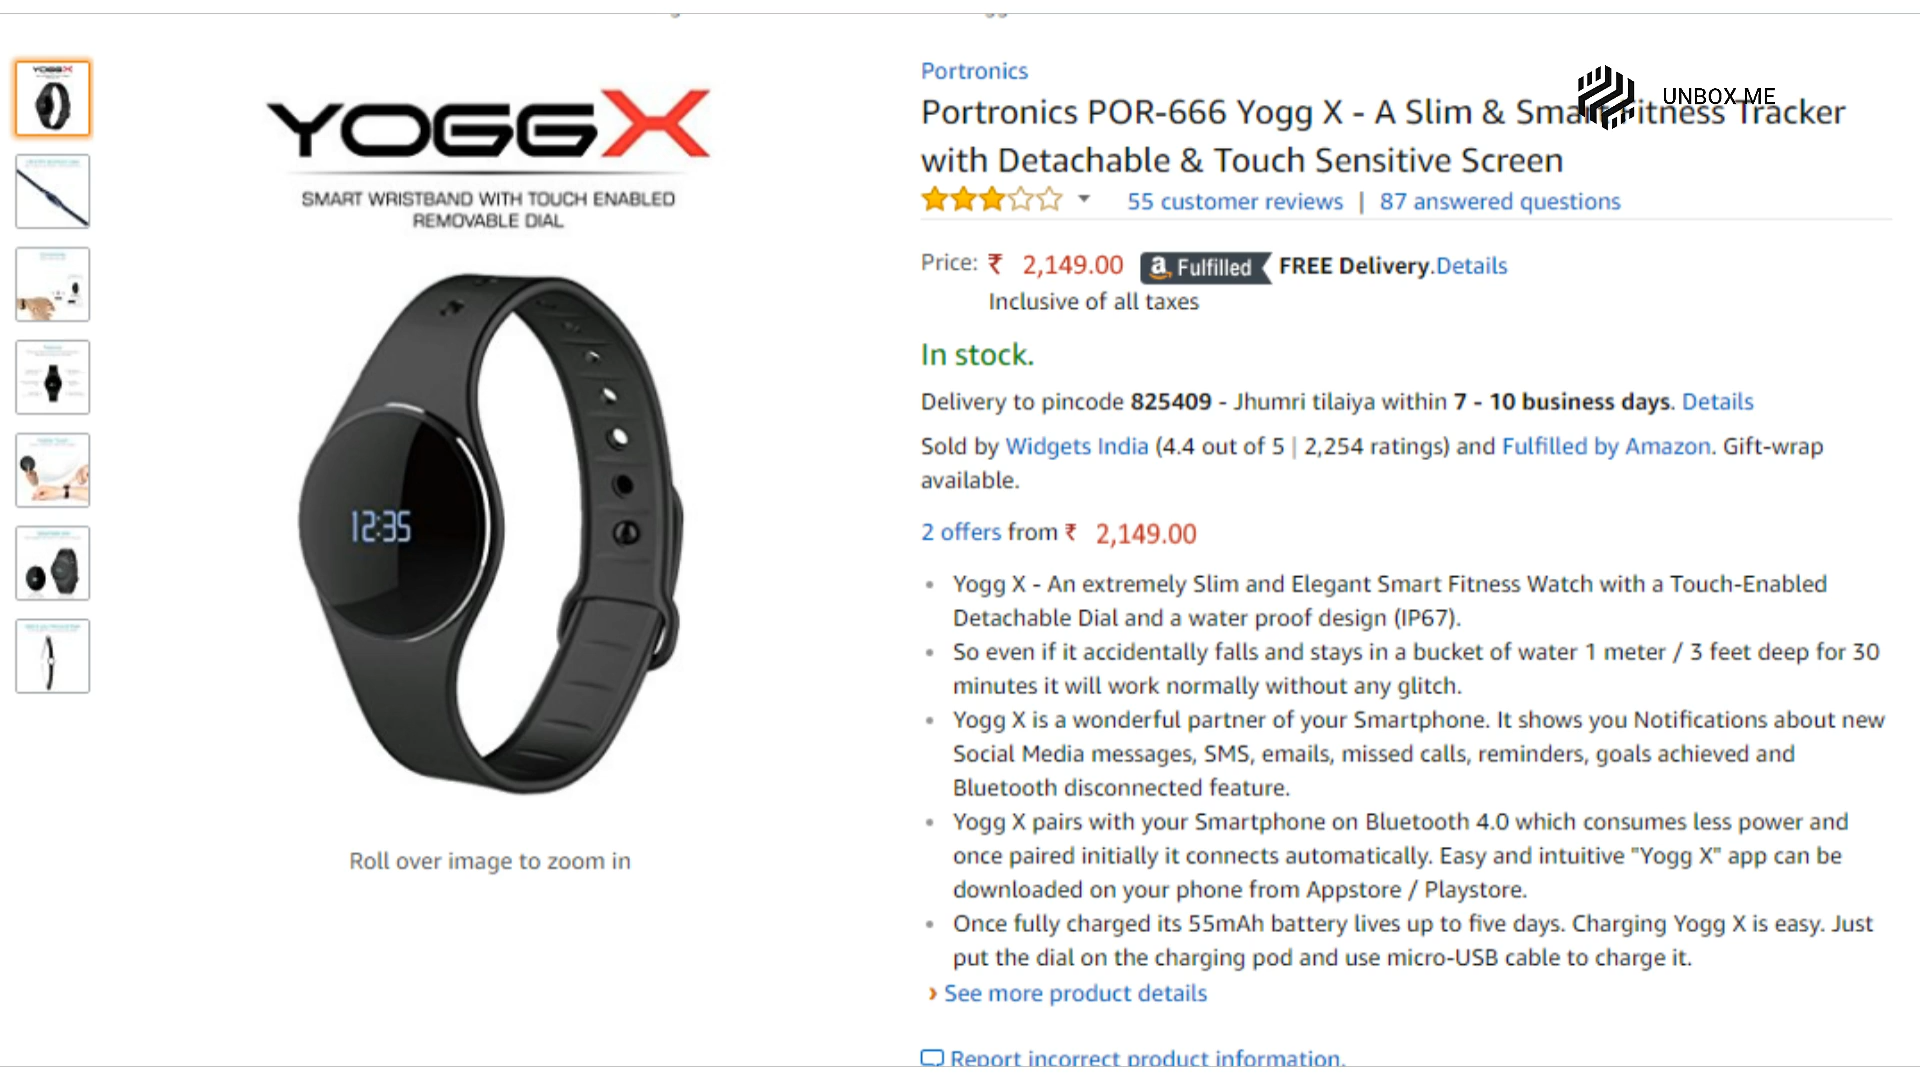 YOGGX
SMART WRISTBAND WITH TOUCH ENABLED
REMOVABLE DIAL
12:35
Roll over image to zoom in
Portronics
UNBOX ME
Portronics POR-666 Yogg X - A Slim & Smart Fitness Tracker
with Detachable & Touch Sensitive Screen
55 customer reviews | 87 answered questions
Price: ₹ 2,149.00 a Fulfilled FREE Delivery.Details
Inclusive of all taxes
In stock.
Delivery to pincode 825409 - Jhumri tilaiya within 7 - 10 business days. Details
Sold by Widgets India (4.4 out of 5 | 2,254 ratings) and Fulfilled by Amazon. Gift-wrap
available.
2 offers from ₹ 2,149.00
• Yogg X - An extremely Slim and Elegant Smart Fitness Watch with a Touch-Enabled
Detachable Dial and a water proof design (IP67).
• So even if it accidentally falls and stays in a bucket of water 1 meter / 3 feet deep for 30
minutes it will work normally without any glitch.
• Yogg X is a wonderful partner of your Smartphone. It shows you Notifications about new
Social Media messages, SMS, emails, missed calls, reminders, goals achieved and
Bluetooth disconnected feature.
• Yogg X pairs with your Smartphone on Bluetooth 4.0 which consumes less power and
once paired initially it connects automatically. Easy and intuitive "Yogg X" app can be
downloaded on your phone from Appstore / Playstore.
• Once fully charged its 55mAh battery lives up to five days. Charging Yogg X is easy. Just
put the dial on the charging pod and use micro-USB cable to charge it.
› See more product details
Report incorrect product information.